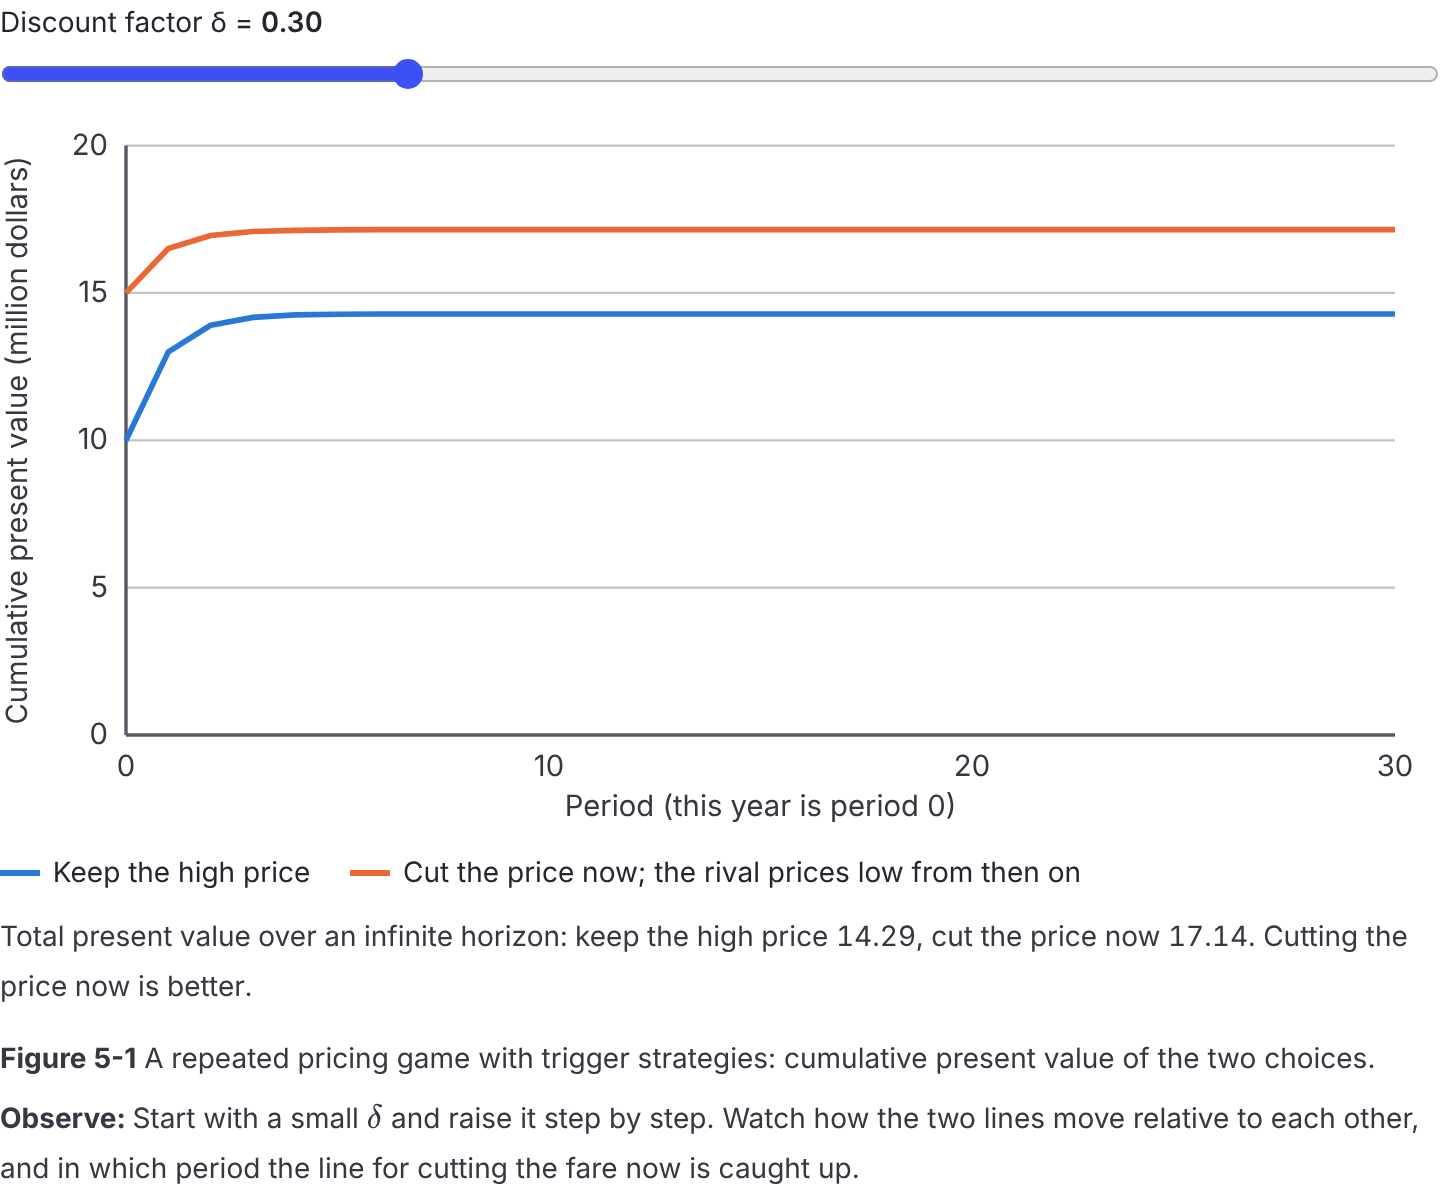 Discount factor δ = 0.30
Cumulative present value (million dollars)
20
15
10
5
0
0 10 20 30
Period (this year is period 0)
Keep the high price Cut the price now; the rival prices low from then on
Total present value over an infinite horizon: keep the high price 14.29, cut the price now 17.14. Cutting the
price now is better.
Figure 5-1 A repeated pricing game with trigger strategies: cumulative present value of the two choices.
Observe: Start with a small δ and raise it step by step. Watch how the two lines move relative to each other,
and in which period the line for cutting the fare now is caught up.